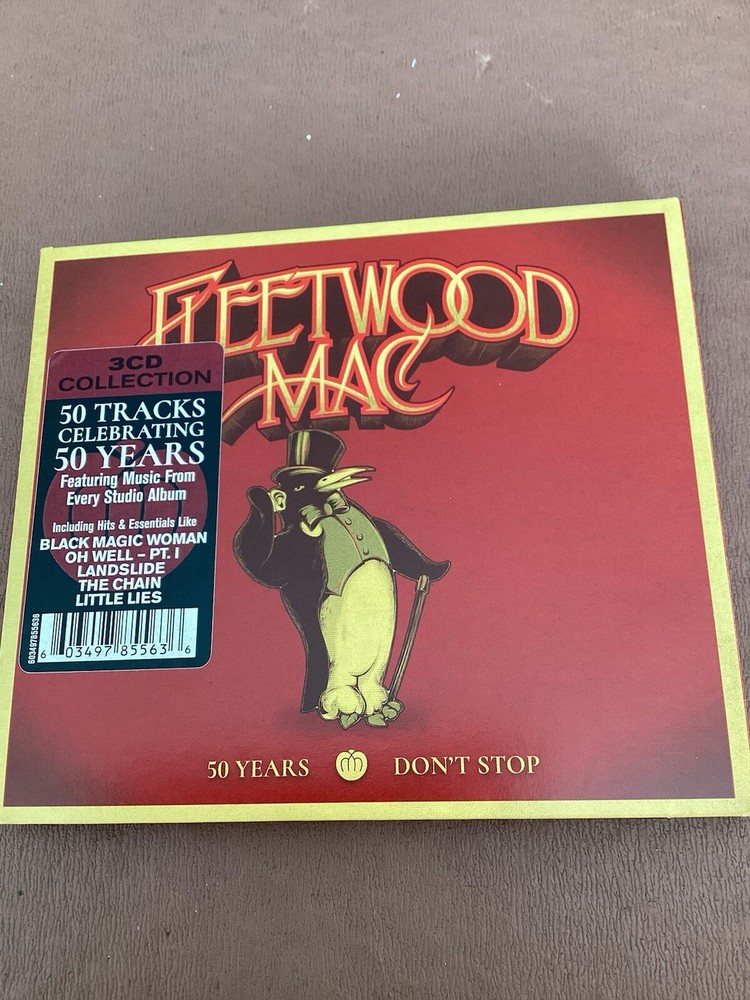 FLEETWOOD
MAC
3CD
COLLECTION
50 TRACKS
CELEBRATING
50 YEARS
Featuring Music From
Every Studio Album
Including Hits & Essentials Like
BLACK MAGIC WOMAN
OH WELL – PT. I
LANDSLIDE
THE CHAIN
LITTLE LIES
603497855636
6 03497 85563 6
50 YEARS DON'T STOP